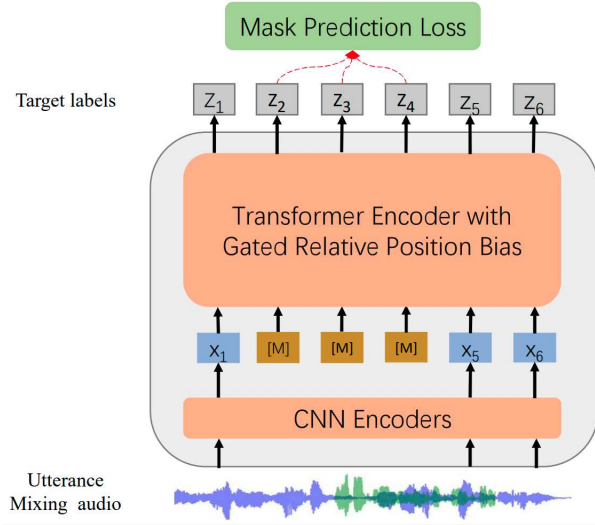 Mask Prediction Loss
Target labels
Z₁ Z₂ Z₃ Z₄ Z₅ Z₆
Transformer Encoder with
Gated Relative Position Bias
X₁ [M] [M] [M] X₅ X₆
CNN Encoders
Utterance
Mixing audio